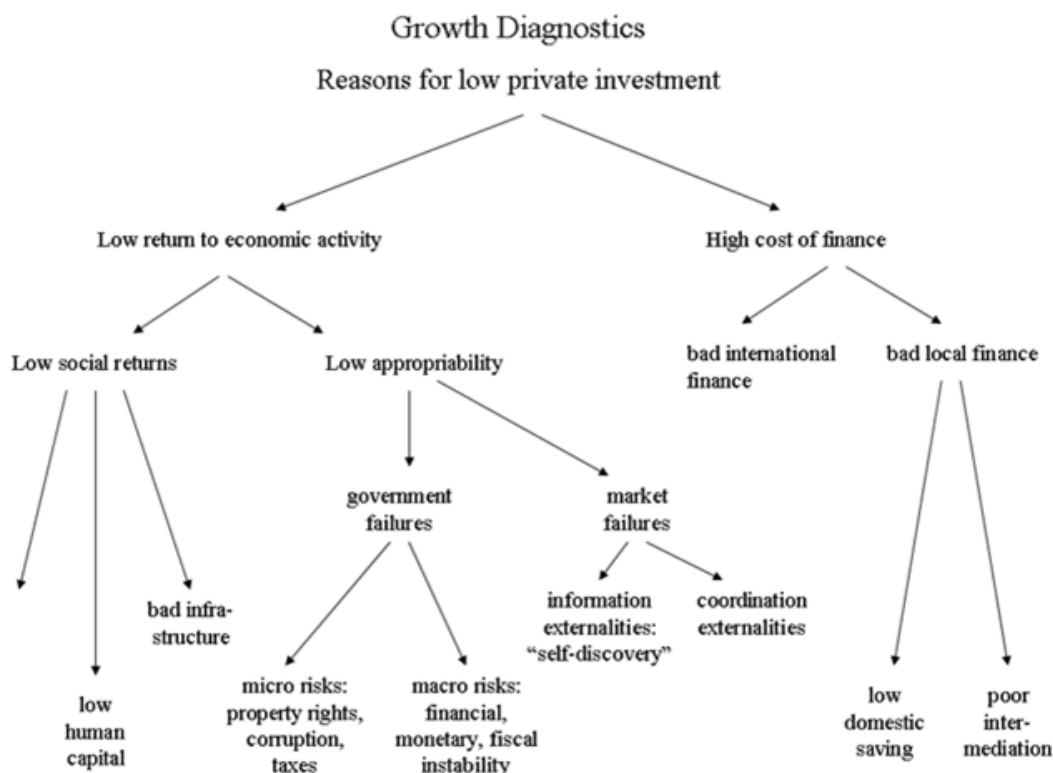 Growth Diagnostics
Reasons for low private investment
Low return to economic activity
High cost of finance
Low social returns
Low appropriability
bad international
finance
bad local finance
government
failures
market
failures
bad infra-
structure
information
externalities:
“self-discovery”
coordination
externalities
low
human
capital
micro risks:
property rights,
corruption,
taxes
macro risks:
financial,
monetary, fiscal
instability
low
domestic
saving
poor
inter-
mediation